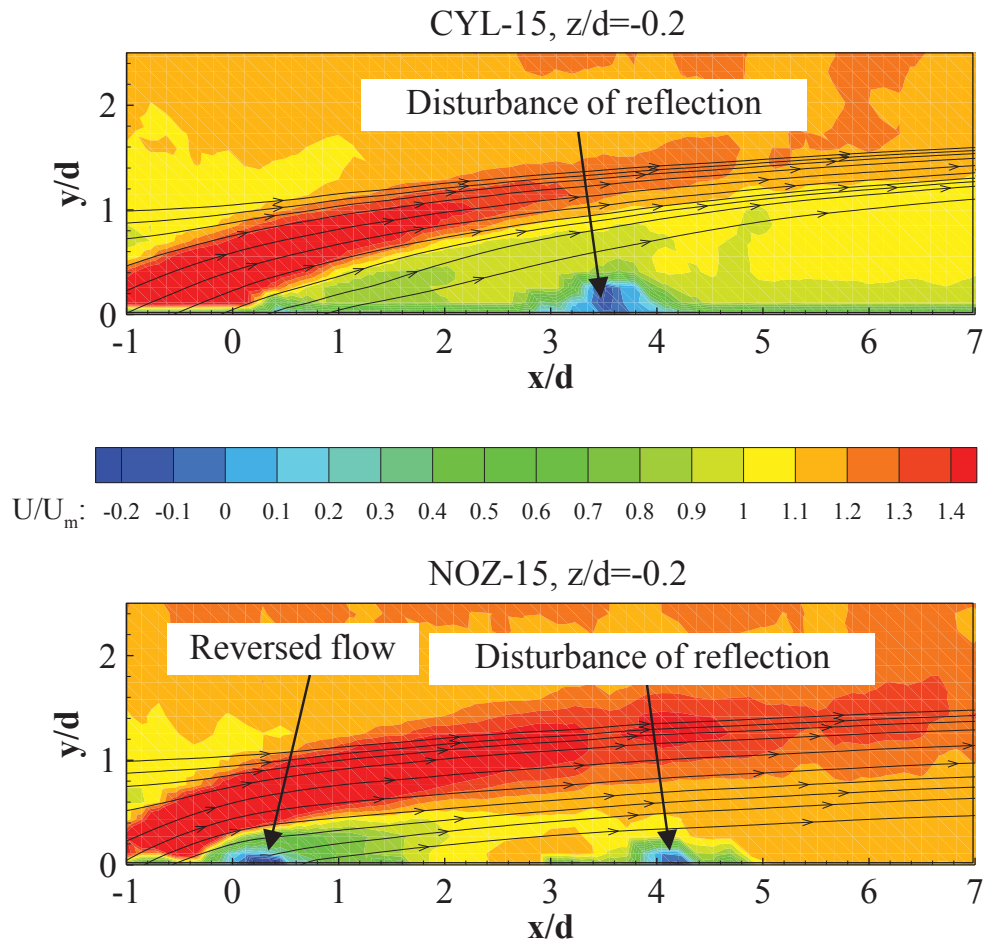 CYL-15, z/d=-0.2
Disturbance of reflection
y/d
2
1
0
-1 0 1 2 3 4 5 6 7
x/d
U/Um: -0.2 -0.1 0 0.1 0.2 0.3 0.4 0.5 0.6 0.7 0.8 0.9 1 1.1 1.2 1.3 1.4
NOZ-15, z/d=-0.2
Reversed flow
Disturbance of reflection
y/d
2
1
0
-1 0 1 2 3 4 5 6 7
x/d